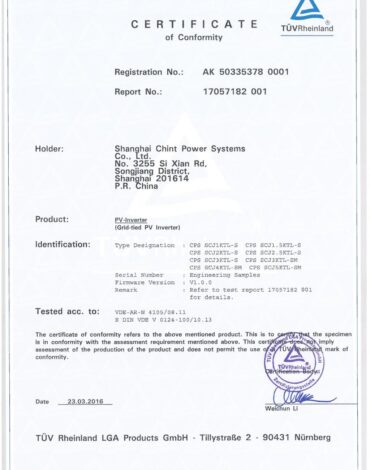 TÜVRheinland
CERTIFICATE
of Conformity
Registration No.: AK 50335378 0001
Report No.: 17057182 001
Holder: Shanghai Chint Power Systems
Co., Ltd.
No. 3255 Si Xian Rd,
Songjiang District,
Shanghai 201614
P.R. China
Product: PV-Inverter
(Grid-tied PV Inverter)
Identification: Type Designation : CPS SCJ1KTL-S CPS SCJ1.5KTL-S
CPS SCJ2KTL-S CPS SCJ2.5KTL-S
CPS SCJ3KTL-S CPS SCJ3KTL-SM
CPS SCJ4KTL-SM CPS SCJ5KTL-SM
Serial Number : Engineering Samples
Firmware Version : V1.0.0
Remark : Refer to test report 17057182 001
for details.
Tested acc. to: VDE-AR-N 4105/08.11
E DIN VDE V 0124-100/10.13
The certificate of conformity refers to the above mentioned product. This is to certify that the specimen
is in conformity with the assessment requirement mentioned above. This certificate does not imply
assessment of the production of the product and does not permit the use of a TÜV Rheinland mark of
conformity.
Certification Body
Zertifizierungsstelle
Date 23.03.2016
Weichun Li
TÜV Rheinland LGA Products GmbH - Tillystraße 2 - 90431 Nürnberg